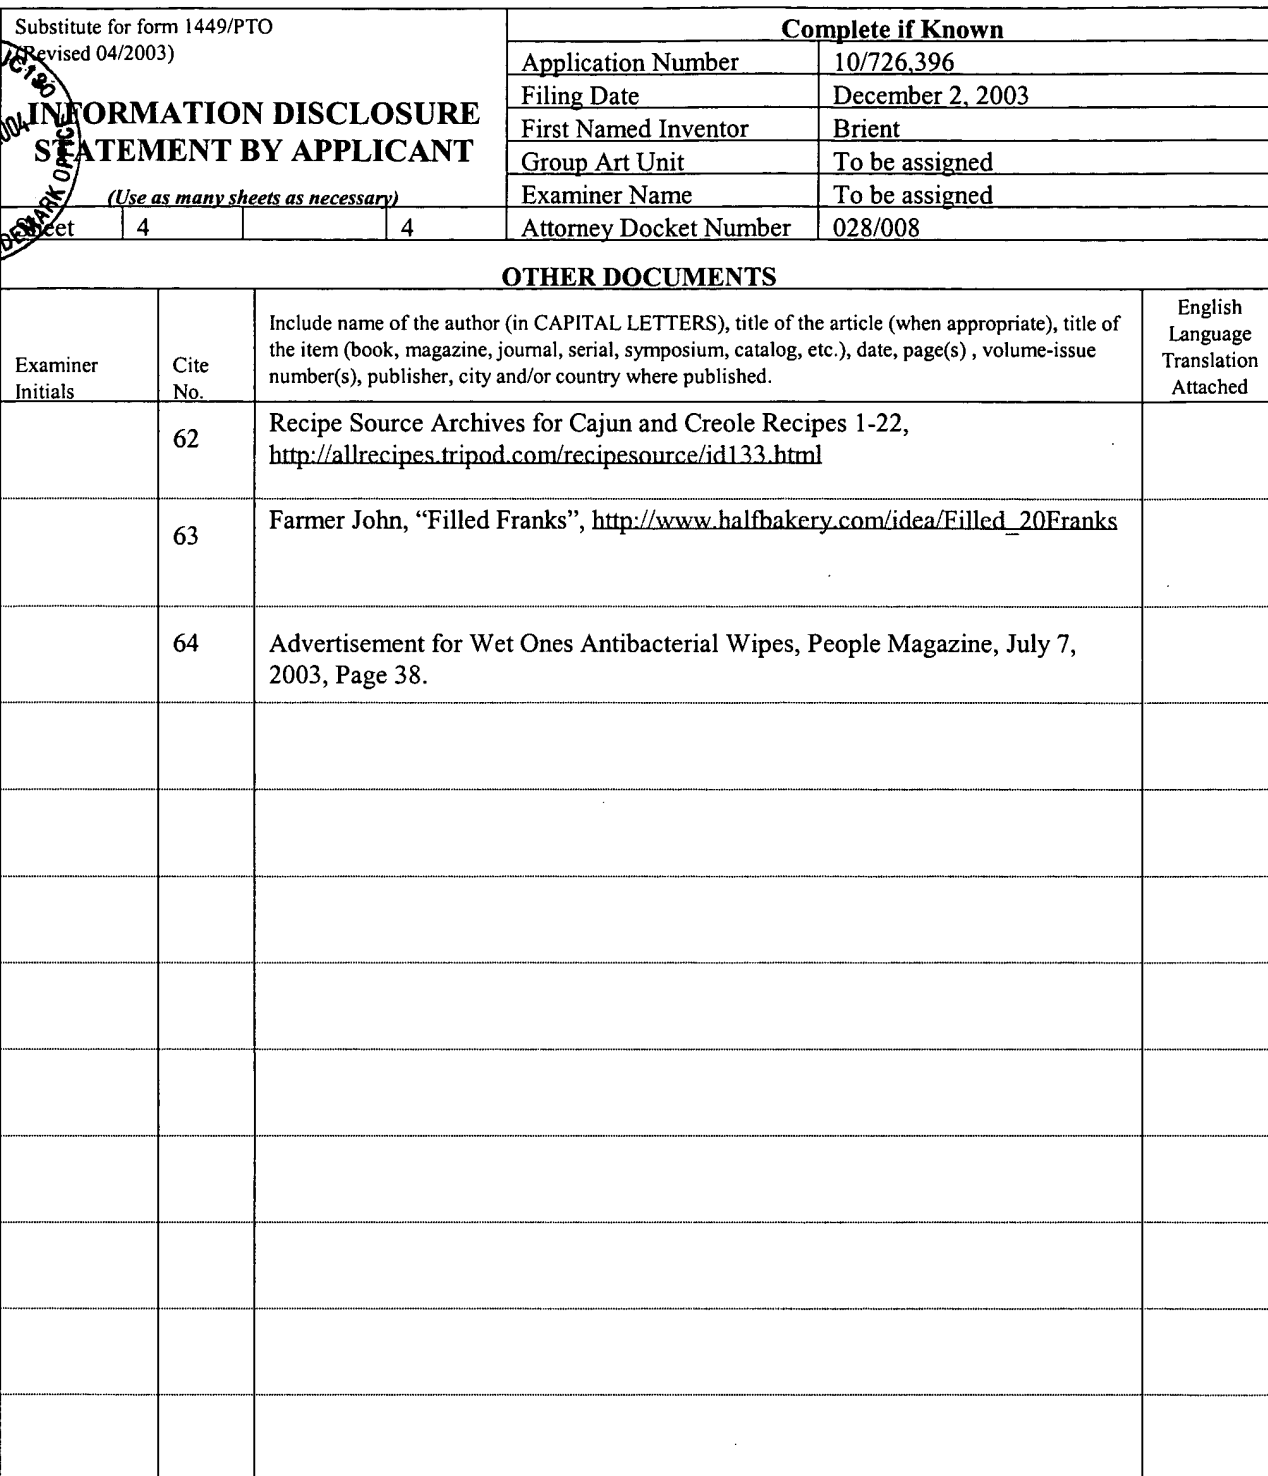 Substitute for form 1449/PTO
(Revised 04/2003)
INFORMATION DISCLOSURE
STATEMENT BY APPLICANT
(Use as many sheets as necessary)
Sheet 4 4
Complete if Known
Application Number 10/726,396
Filing Date December 2, 2003
First Named Inventor Brient
Group Art Unit To be assigned
Examiner Name To be assigned
Attorney Docket Number 028/008
OTHER DOCUMENTS
Examiner
Initials
Cite
No.
Include name of the author (in CAPITAL LETTERS), title of the article (when appropriate), title of
the item (book, magazine, journal, serial, symposium, catalog, etc.), date, page(s) , volume-issue
number(s), publisher, city and/or country where published.
English
Language
Translation
Attached
62
Recipe Source Archives for Cajun and Creole Recipes 1-22,
http://allrecipes.tripod.com/recipesource/id133.html
63
Farmer John, “Filled Franks”, http://www.halfbakery.com/idea/Filled_20Franks
64
Advertisement for Wet Ones Antibacterial Wipes, People Magazine, July 7,
2003, Page 38.